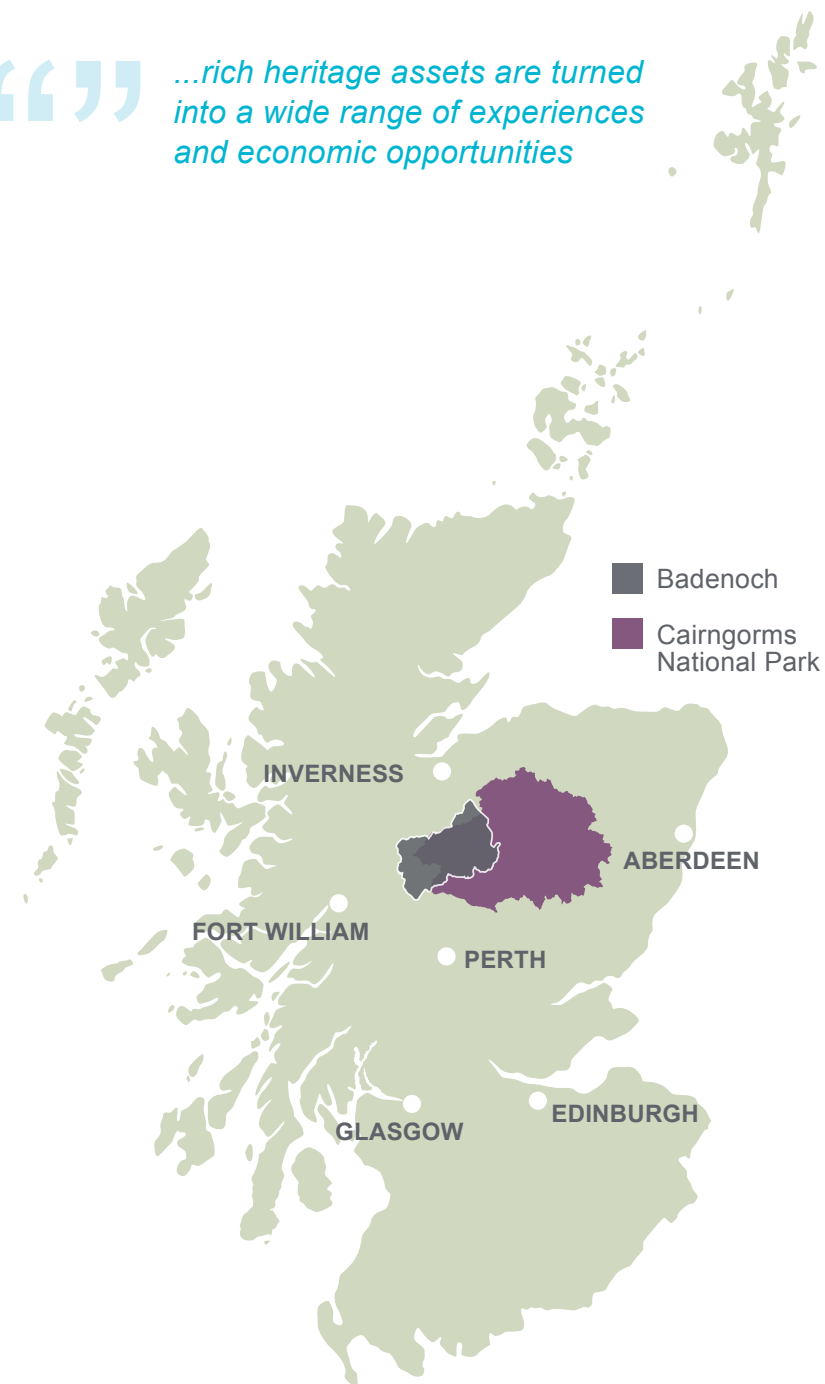 “ ”
...rich heritage assets are turned
into a wide range of experiences
and economic opportunities
Badenoch
Cairngorms
National Park
INVERNESS
ABERDEEN
FORT WILLIAM
PERTH
EDINBURGH
GLASGOW